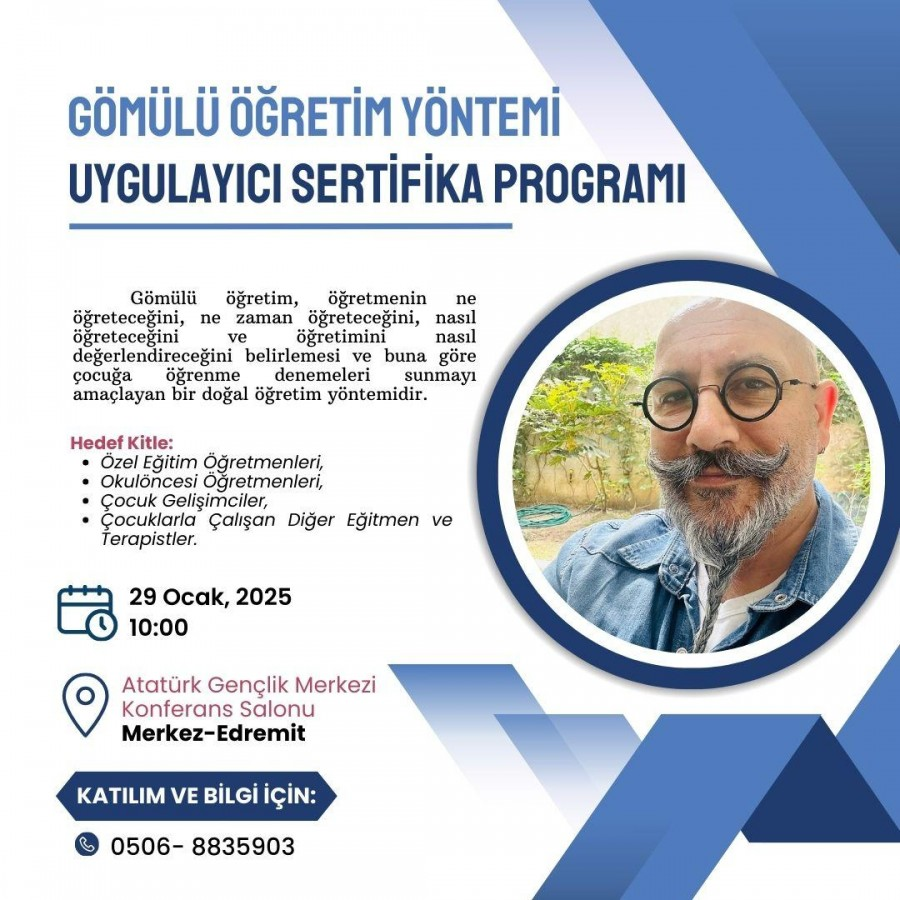 GÖMÜLÜ ÖĞRETİM YÖNTEMİ
UYGULAYICI SERTİFİKA PROGRAMI
Gömülü öğretim, öğretmenin ne
öğreteceğini, ne zaman öğreteceğini, nasıl
öğreteceğini ve öğretimini nasıl
değerlendireceğini belirlemesi ve buna göre
çocuğa öğrenme denemeleri sunmayı
amaçlayan bir doğal öğretim yöntemidir.
Hedef Kitle:
• Özel Eğitim Öğretmenleri,
• Okulöncesi Öğretmenleri,
• Çocuk Gelişimciler,
• Çocuklarla Çalışan Diğer Eğitmen ve
Terapistler.
29 Ocak, 2025
10:00
Atatürk Gençlik Merkezi
Konferans Salonu
Merkez-Edremit
KATILIM VE BİLGİ İÇİN:
0506- 8835903